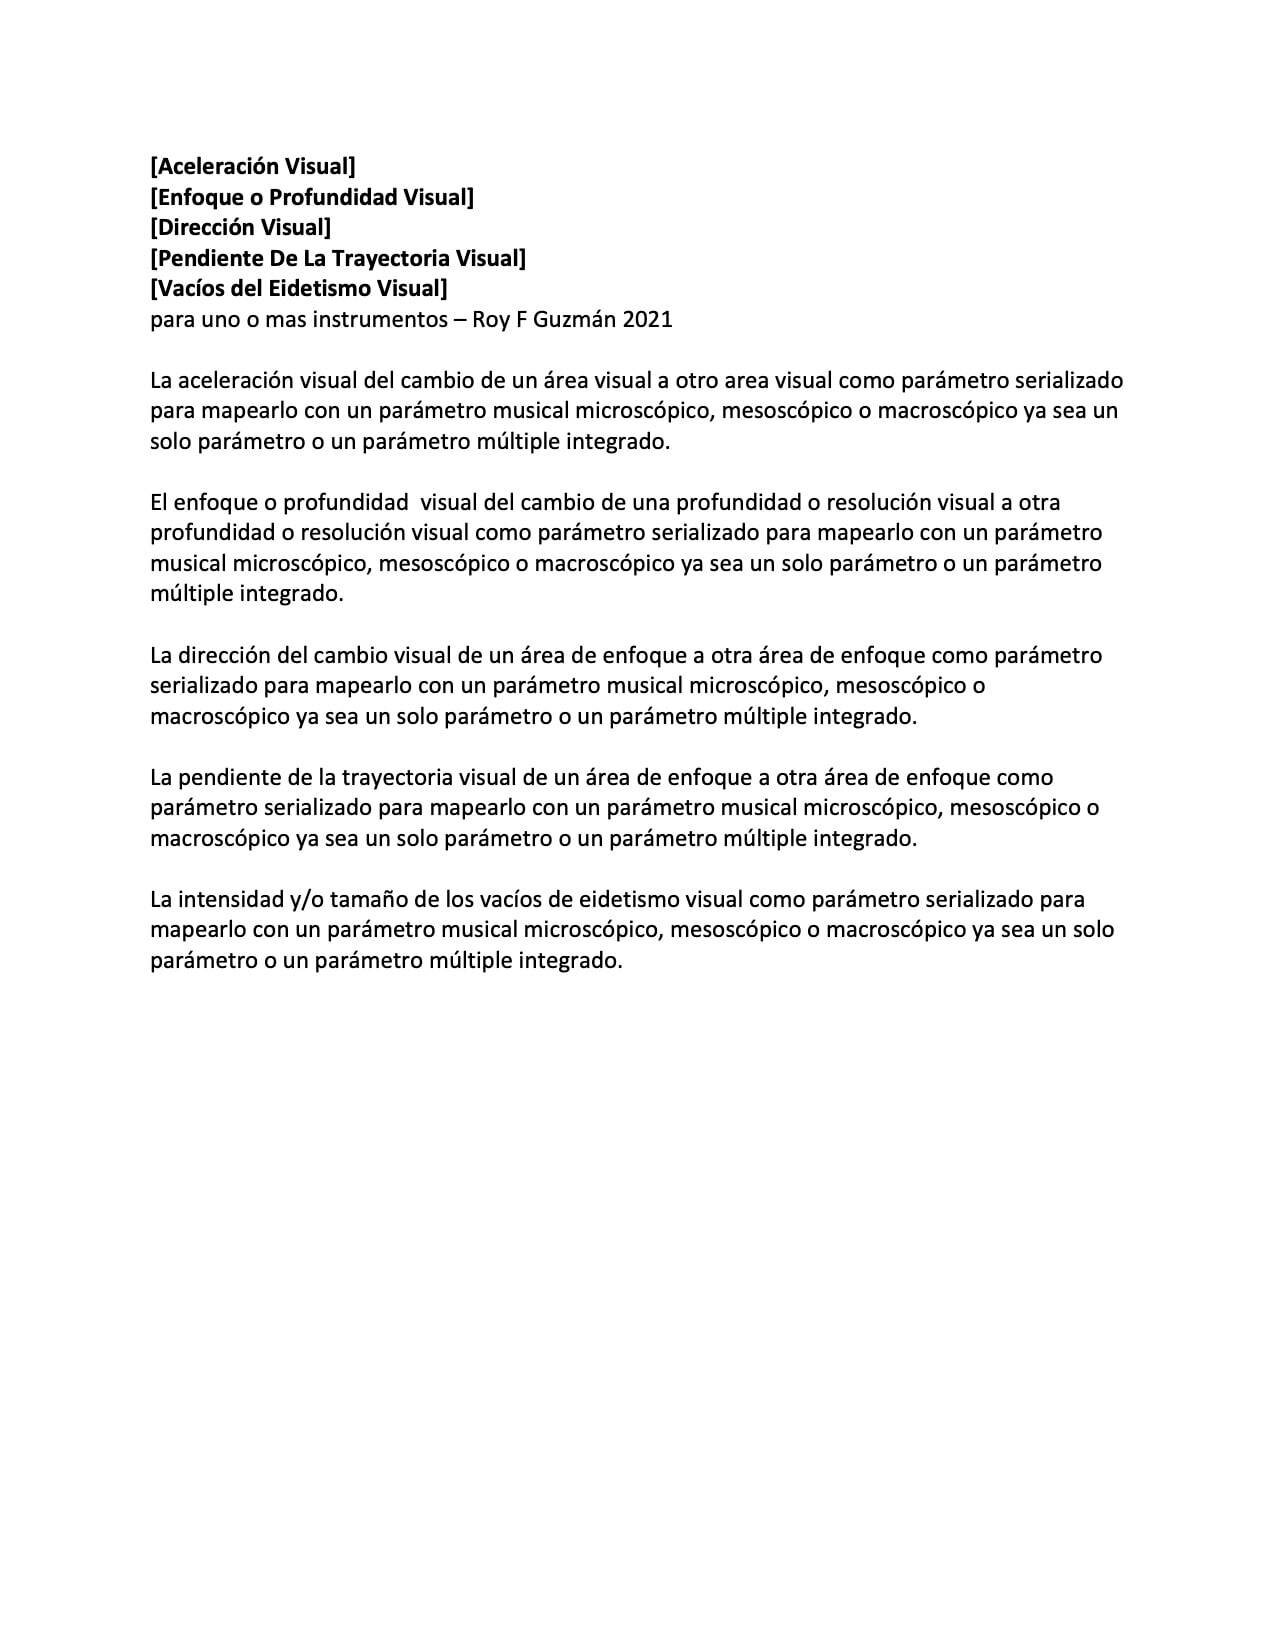 [Aceleración Visual]
[Enfoque o Profundidad Visual]
[Dirección Visual]
[Pendiente De La Trayectoria Visual]
[Vacíos del Eidetismo Visual]
para uno o mas instrumentos – Roy F Guzmán 2021
La aceleración visual del cambio de un área visual a otro area visual como parámetro serializado
para mapearlo con un parámetro musical microscópico, mesoscópico o macroscópico ya sea un
solo parámetro o un parámetro múltiple integrado.
El enfoque o profundidad  visual del cambio de una profundidad o resolución visual a otra
profundidad o resolución visual como parámetro serializado para mapearlo con un parámetro
musical microscópico, mesoscópico o macroscópico ya sea un solo parámetro o un parámetro
múltiple integrado.
La dirección del cambio visual de un área de enfoque a otra área de enfoque como parámetro
serializado para mapearlo con un parámetro musical microscópico, mesoscópico o
macroscópico ya sea un solo parámetro o un parámetro múltiple integrado.
La pendiente de la trayectoria visual de un área de enfoque a otra área de enfoque como
parámetro serializado para mapearlo con un parámetro musical microscópico, mesoscópico o
macroscópico ya sea un solo parámetro o un parámetro múltiple integrado.
La intensidad y/o tamaño de los vacíos de eidetismo visual como parámetro serializado para
mapearlo con un parámetro musical microscópico, mesoscópico o macroscópico ya sea un solo
parámetro o un parámetro múltiple integrado.